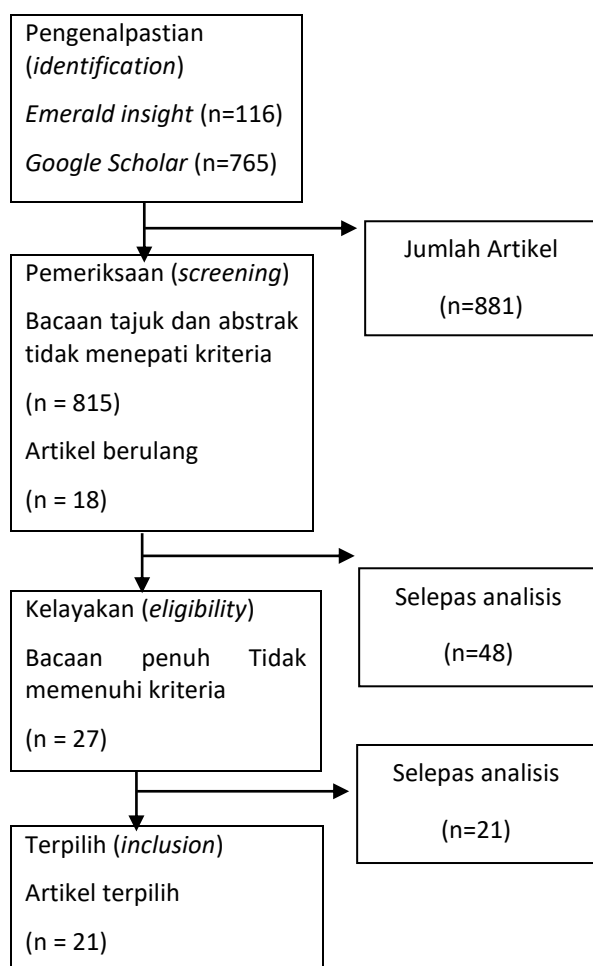 Pengenalpastian
(identification)
Emerald insight (n=116)
Google Scholar (n=765)
Jumlah Artikel
(n=881)
Pemeriksaan (screening)
Bacaan tajuk dan abstrak
tidak menepati kriteria
(n = 815)
Artikel berulang
(n = 18)
Selepas analisis
(n=48)
Kelayakan (eligibility)
Bacaan penuh Tidak
memenuhi kriteria
(n = 27)
Selepas analisis
(n=21)
Terpilih (inclusion)
Artikel terpilih
(n = 21)